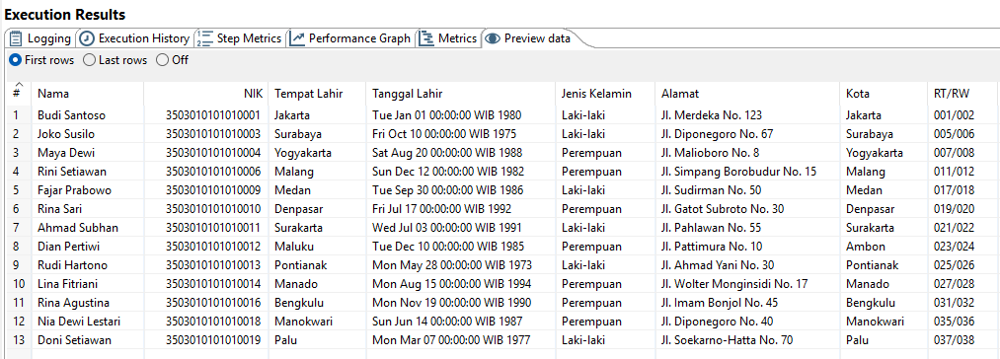 Execution Results
Logging Execution History Step Metrics Performance Graph Metrics Preview data
First rows Last rows Off
# Nama NIK Tempat Lahir Tanggal Lahir Jenis Kelamin Alamat Kota RT/RW
1 Budi Santoso 3503010101010001 Jakarta Tue Jan 01 00:00:00 WIB 1980 Laki-laki Jl. Merdeka No. 123 Jakarta 001/002
2 Joko Susilo 3503010101010003 Surabaya Fri Oct 10 00:00:00 WIB 1975 Laki-laki Jl. Diponegoro No. 67 Surabaya 005/006
3 Maya Dewi 3503010101010004 Yogyakarta Sat Aug 20 00:00:00 WIB 1988 Perempuan Jl. Malioboro No. 8 Yogyakarta 007/008
4 Rini Setiawan 3503010101010006 Malang Sun Dec 12 00:00:00 WIB 1982 Perempuan Jl. Simpang Borobudur No. 15 Malang 011/012
5 Fajar Prabowo 3503010101010009 Medan Tue Sep 30 00:00:00 WIB 1986 Laki-laki Jl. Sudirman No. 50 Medan 017/018
6 Rina Sari 3503010101010010 Denpasar Fri Jul 17 00:00:00 WIB 1992 Perempuan Jl. Gatot Subroto No. 30 Denpasar 019/020
7 Ahmad Subhan 3503010101010011 Surakarta Wed Jul 03 00:00:00 WIB 1991 Laki-laki Jl. Pahlawan No. 55 Surakarta 021/022
8 Dian Pertiwi 3503010101010012 Maluku Tue Dec 10 00:00:00 WIB 1985 Perempuan Jl. Pattimura No. 10 Ambon 023/024
9 Rudi Hartono 3503010101010013 Pontianak Mon May 28 00:00:00 WIB 1973 Laki-laki Jl. Ahmad Yani No. 30 Pontianak 025/026
10 Lina Fitriani 3503010101010014 Manado Mon Aug 15 00:00:00 WIB 1994 Perempuan Jl. Wolter Monginsidi No. 17 Manado 027/028
11 Rina Agustina 3503010101010016 Bengkulu Mon Nov 19 00:00:00 WIB 1990 Perempuan Jl. Imam Bonjol No. 45 Bengkulu 031/032
12 Nia Dewi Lestari 3503010101010018 Manokwari Sun Jun 14 00:00:00 WIB 1987 Perempuan Jl. Diponegoro No. 40 Manokwari 035/036
13 Doni Setiawan 3503010101010019 Palu Mon Mar 07 00:00:00 WIB 1977 Laki-laki Jl. Soekarno-Hatta No. 70 Palu 037/038